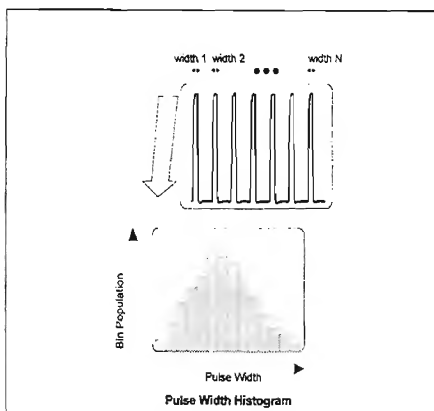 width 1 width 2 width N
Bin Population
Pulse Width
Pulse Width Histogram